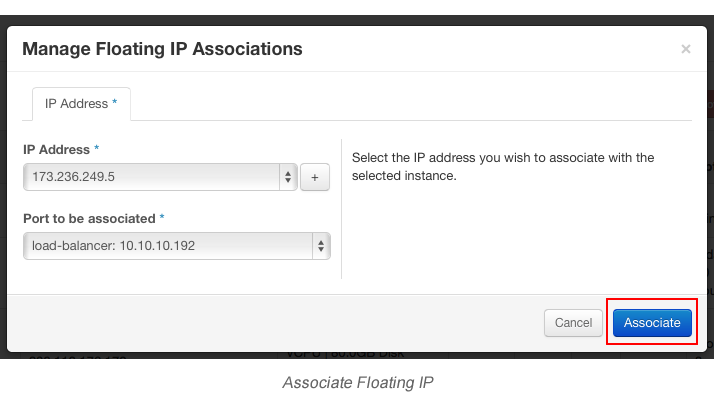 Manage Floating IP Associations
×
IP Address *
IP Address *
173.236.249.5
+
Select the IP address you wish to associate with the
selected instance.
Port to be associated *
load-balancer: 10.10.10.192
Cancel
Associate
Associate Floating IP